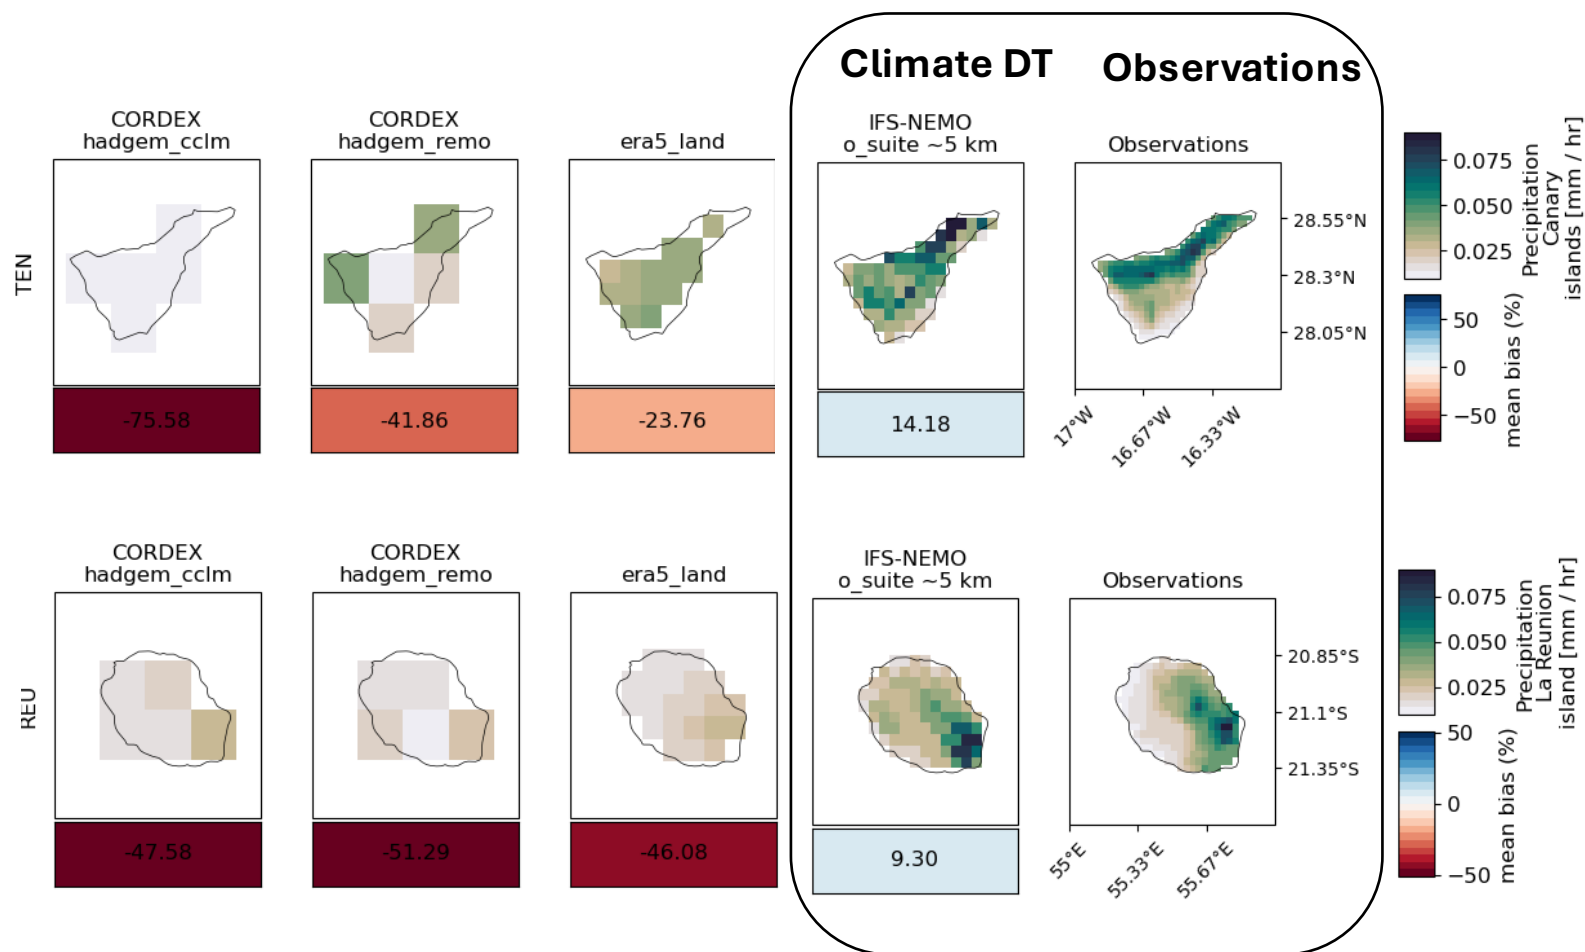 Climate DT
Observations
CORDEX
hadgem_cclm
CORDEX
hadgem_remo
era5_land
IFS-NEMO
o_suite ~5 km
Observations
TEN
-75.58
-41.86
-23.76
14.18
28.55°N
28.3°N
28.05°N
17°W
16.67°W
16.33°W
0.075
0.050
0.025
Precipitation
Canary
islands [mm / hr]
50
0
−50
mean bias (%)
CORDEX
hadgem_cclm
CORDEX
hadgem_remo
era5_land
IFS-NEMO
o_suite ~5 km
Observations
REU
-47.58
-51.29
-46.08
9.30
20.85°S
21.1°S
21.35°S
55°E
55.33°E
55.67°E
0.075
0.050
0.025
Precipitation
La Reunion
island [mm / hr]
50
0
−50
mean bias (%)